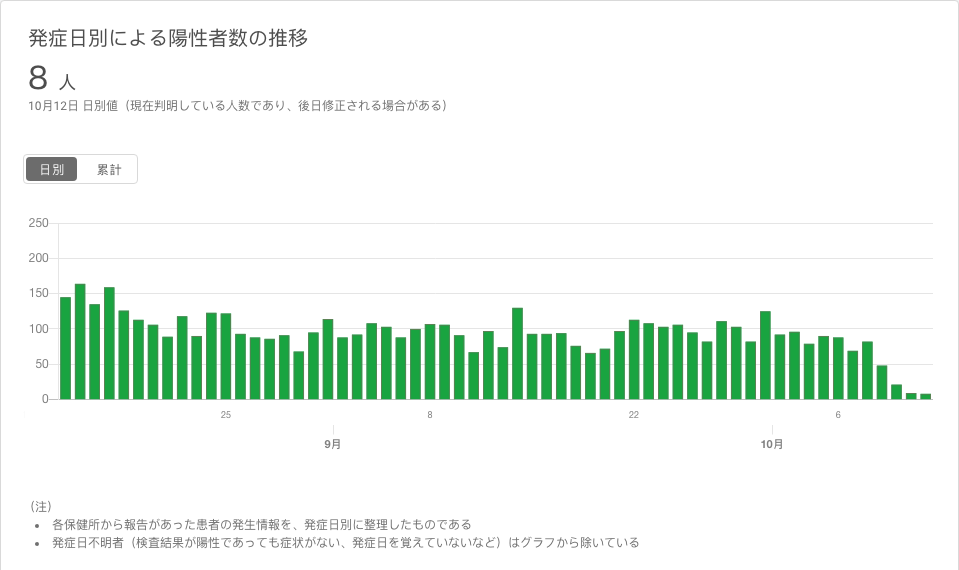 発症日別による陽性者数の推移
8 人
10月12日 日別値（現在判明している人数であり、後日修正される場合がある）
日別 累計
250
200
150
100
50
0
25 8 22 6
9月 10月
（注）
• 各保健所から報告があった患者の発生情報を、発症日別に整理したものである
• 発症日不明者（検査結果が陽性であっても症状がない、発症日を覚えていないなど）はグラフから除いている